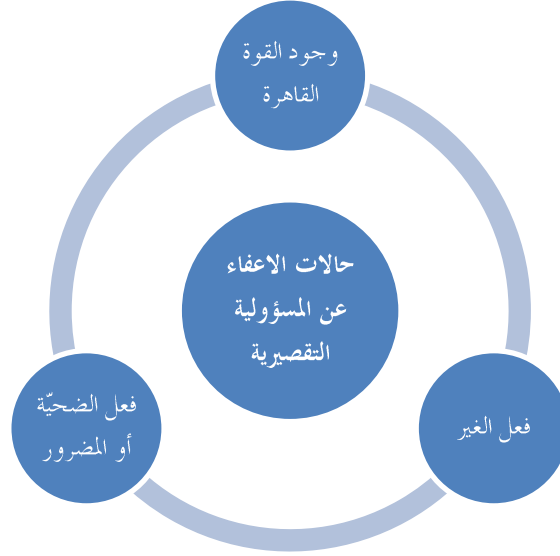 وجود القوة
القاهرة
حالات الاعفاء
عن المسؤولية
التقصيرية
فعل الغير
فعل الضحيّة
أو المضرور